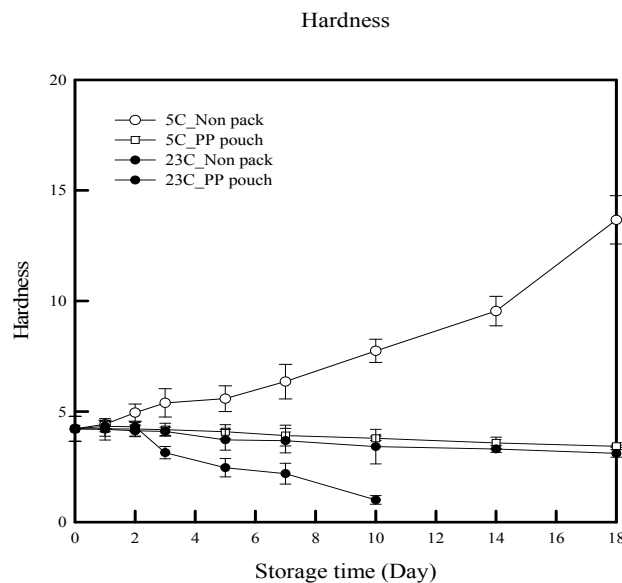 Hardness
20
15
10
5
0
Hardness
5C_Non pack
5C_PP pouch
23C_Non pack
23C_PP pouch
0 2 4 6 8 10 12 14 16 18
Storage time (Day)